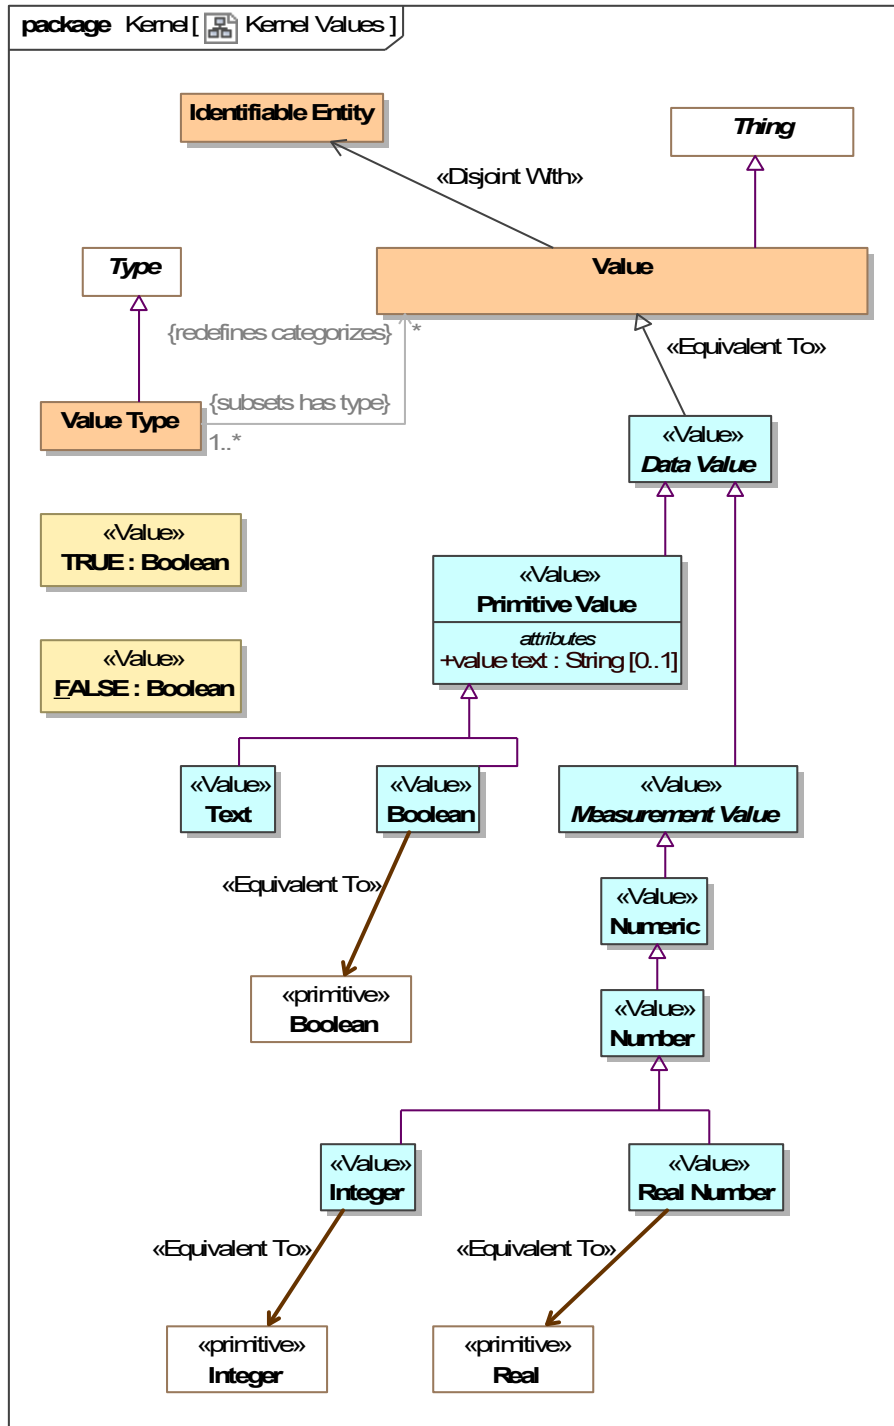 package Kernel [ Kernel Values ]
Identifiable Entity
Thing
«Disjoint With»
Value
Type
{redefines categorizes}
*
«Equivalent To»
{subsets has type}
Value Type
1..*
«Value»
Data Value
«Value»
TRUE : Boolean
«Value»
Primitive Value
attributes
+value text : String [0..1]
«Value»
FALSE : Boolean
«Value»
Text
«Value»
Boolean
«Value»
Measurement Value
«Equivalent To»
«Value»
Numeric
«primitive»
Boolean
«Value»
Number
«Value»
Integer
«Value»
Real Number
«Equivalent To»
«Equivalent To»
«primitive»
Integer
«primitive»
Real